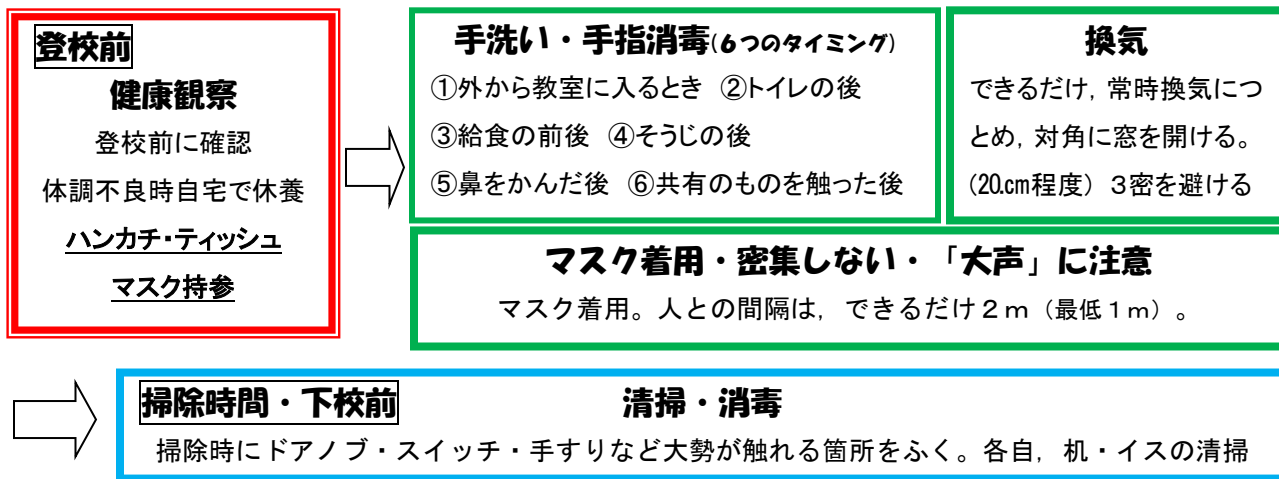 登校前
健康観察
登校前に確認
体調不良時自宅で休養
ハンカチ・ティッシュ
マスク持参
手洗い・手指消毒(6つのタイミング)
①外から教室に入るとき ②トイレの後
③給食の前後 ④そうじの後
⑤鼻をかんだ後 ⑥共有のものを触った後
換気
できるだけ，常時換気につ
とめ，対角に窓を開ける。
(20㎝程度) 3密を避ける
マスク着用・密集しない・「大声」に注意
マスク着用。人との間隔は，できるだけ２ｍ（最低１ｍ）。
掃除時間・下校前 清掃・消毒
掃除時にドアノブ・スイッチ・手すりなど大勢が触れる箇所をふく。各自，机・イスの清掃